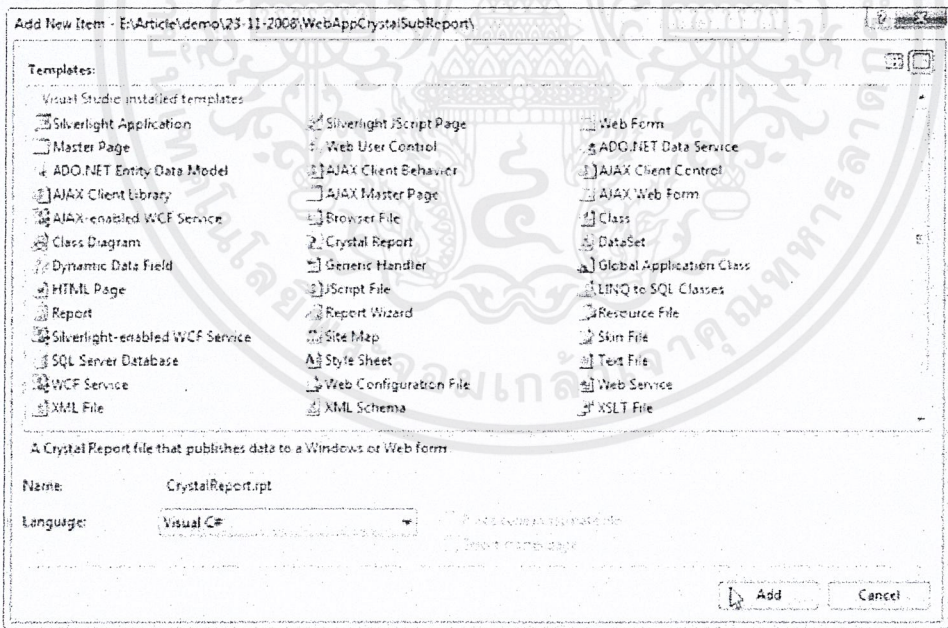 Add New Item - E:\Article\demo\23-11-2008\WebAppCrystalSubReport\
Templates:
Visual Studio installed templates
Silverlight Application
Silverlight JScript Page
Web Form
Master Page
Web User Control
ADO.NET Data Service
ADO.NET Entity Data Model
AJAX Client Behavior
AJAX Client Control
AJAX Client Library
AJAX Master Page
AJAX Web Form
AJAX-enabled WCF Service
Browser File
Class
Class Diagram
Crystal Report
DataSet
Dynamic Data Field
Generic Handler
Global Application Class
HTML Page
JScript File
LINQ to SQL Classes
Report
Report Wizard
Resource File
Silverlight-enabled WCF Service
Site Map
Skin File
SQL Server Database
Style Sheet
Text File
WCF Service
Web Configuration File
Web Service
XML File
XML Schema
XSLT File
A Crystal Report file that publishes data to a Windows or Web form
Name:
CrystalReport.rpt
Language:
Visual C#
Add
Cancel